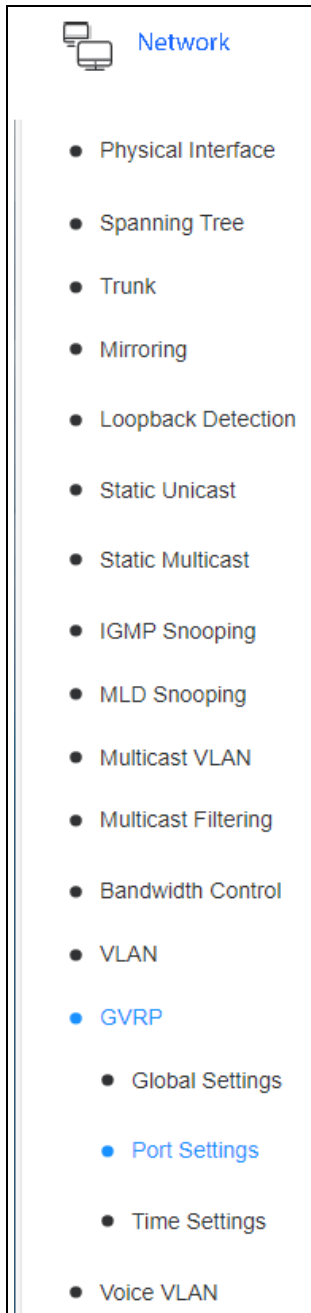 Network
Physical Interface
Spanning Tree
Trunk
Mirroring
Loopback Detection
Static Unicast
Static Multicast
IGMP Snooping
MLD Snooping
Multicast VLAN
Multicast Filtering
Bandwidth Control
VLAN
GVRP
Global Settings
Port Settings
Time Settings
Voice VLAN